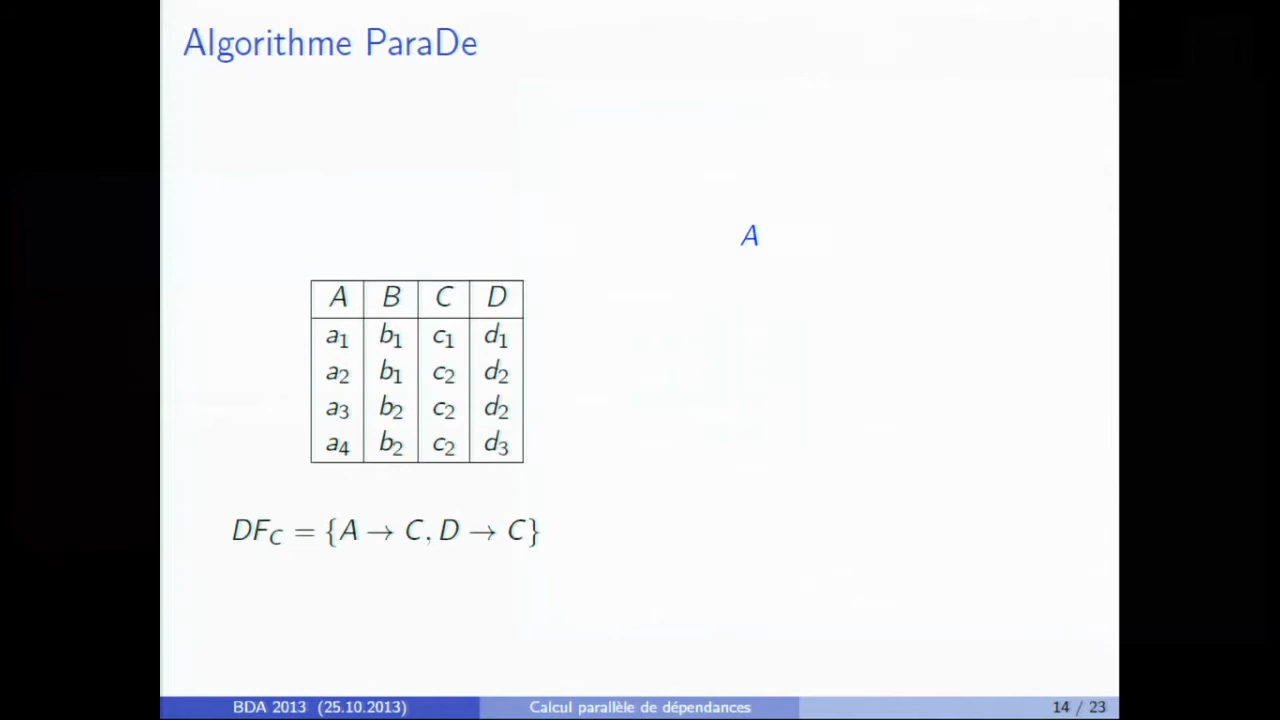 Algorithme ParaDe
A
A B C D
a1 b1 c1 d1
a2 b1 c2 d2
a3 b2 c2 d2
a4 b2 c2 d3
DFC = {A → C, D → C}
BDA 2013 (25.10.2013) Calcul parallèle de dépendances 14 / 23